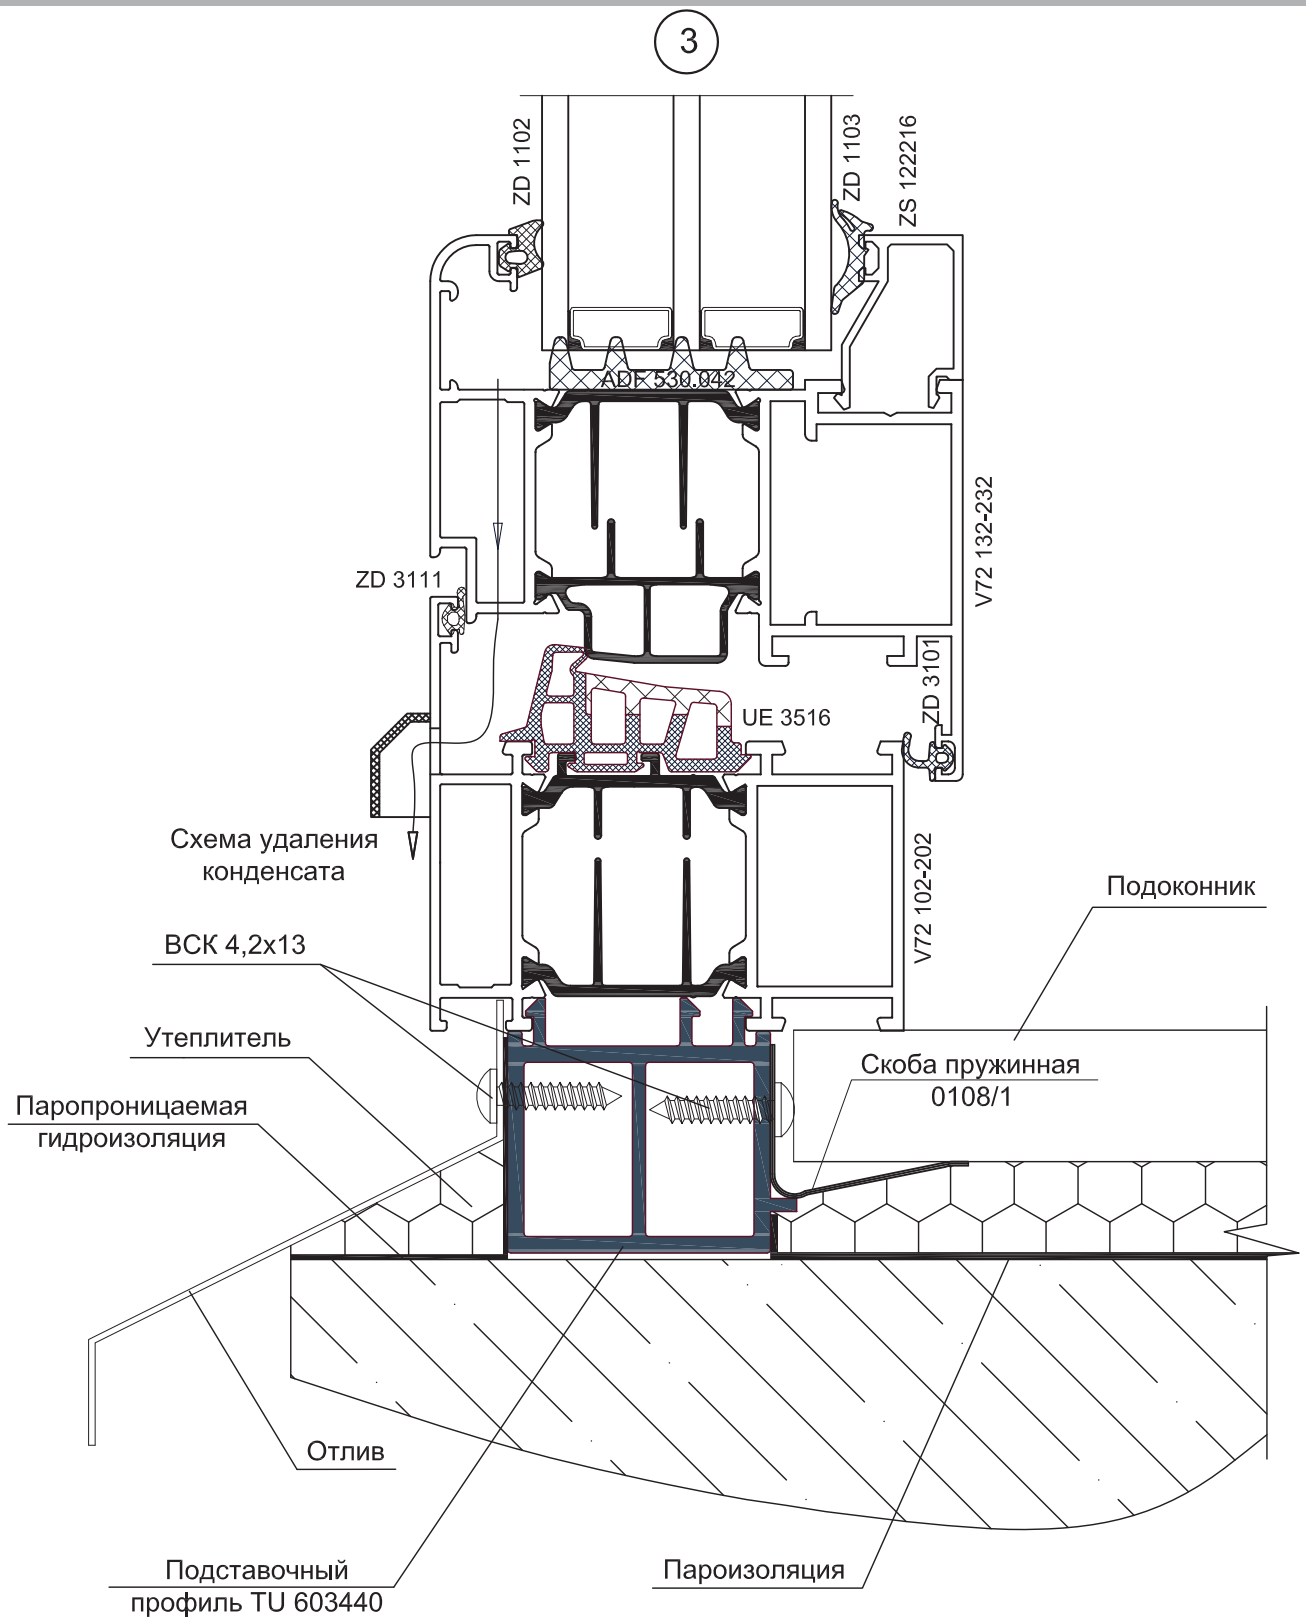 3
ZD 1102
ZD 1103
ZS 122216
ADF 530.042
V72 132-232
ZD 3111
ZD 3101
UE 3516
Схема удаления
конденсата
V72 102-202
Подоконник
ВСК 4,2x13
Утеплитель
Скоба пружинная
0108/1
Паропроницаемая
гидроизоляция
Отлив
Подставочный
профиль TU 603440
Пароизоляция